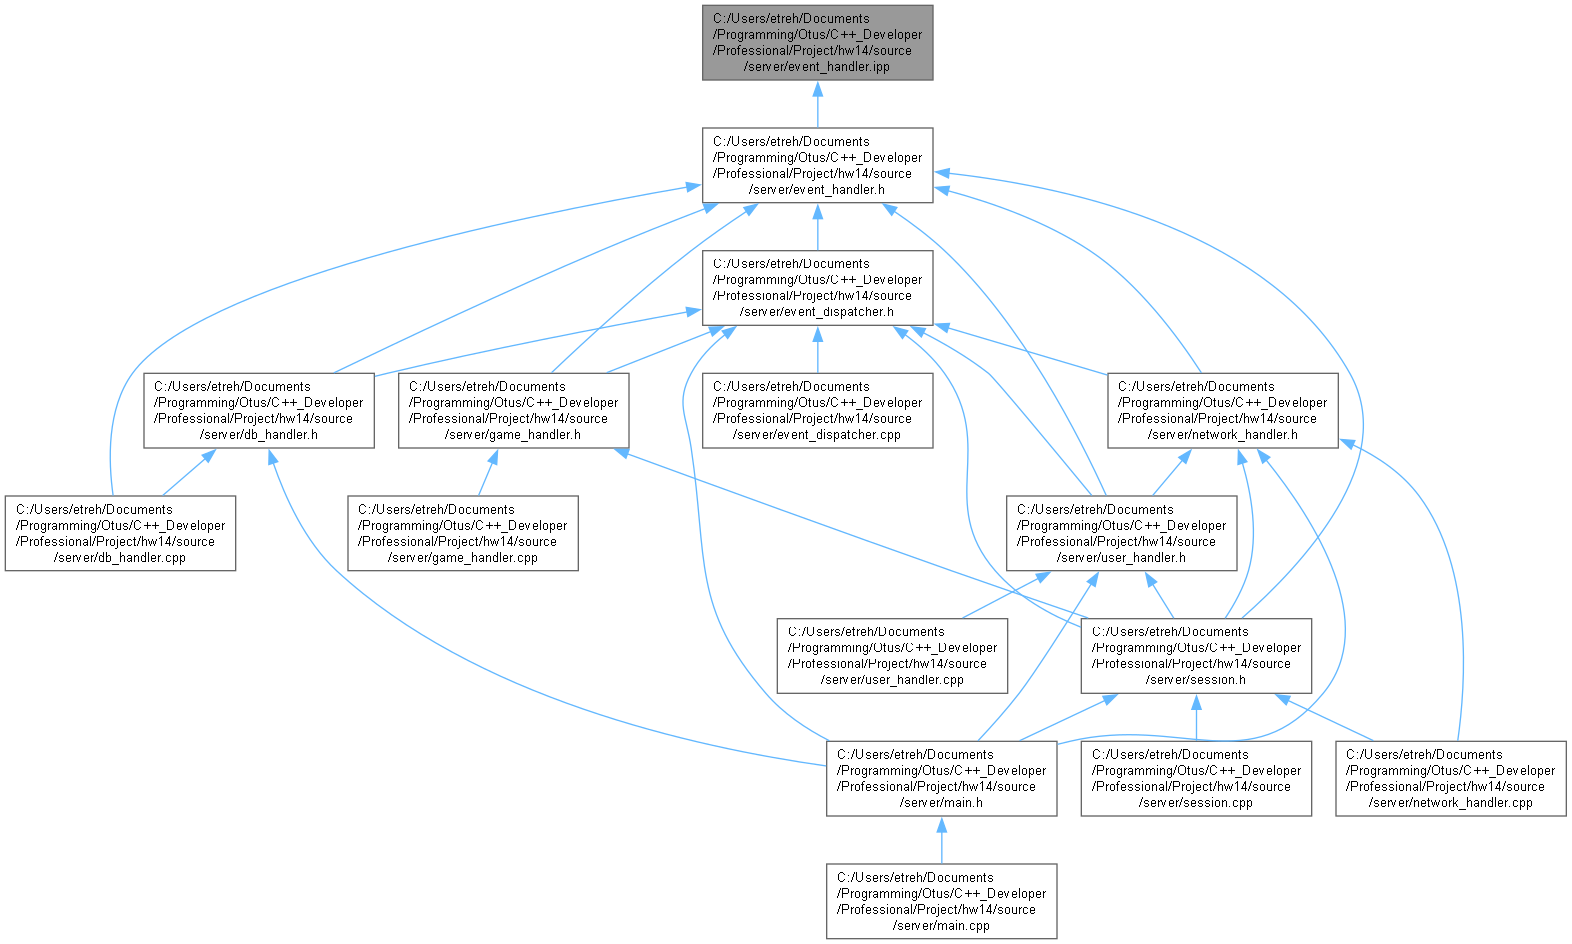 C:/Users/etreh/Documents
/Programming/Otus/C++_Developer
/Professional/Project/hw14/source
/server/event_handler.ipp
C:/Users/etreh/Documents
/Programming/Otus/C++_Developer
/Professional/Project/hw14/source
/server/event_handler.h
C:/Users/etreh/Documents
/Programming/Otus/C++_Developer
/Professional/Project/hw14/source
/server/event_dispatcher.h
C:/Users/etreh/Documents
/Programming/Otus/C++_Developer
/Professional/Project/hw14/source
/server/db_handler.h
C:/Users/etreh/Documents
/Programming/Otus/C++_Developer
/Professional/Project/hw14/source
/server/game_handler.h
C:/Users/etreh/Documents
/Programming/Otus/C++_Developer
/Professional/Project/hw14/source
/server/event_dispatcher.cpp
C:/Users/etreh/Documents
/Programming/Otus/C++_Developer
/Professional/Project/hw14/source
/server/network_handler.h
C:/Users/etreh/Documents
/Programming/Otus/C++_Developer
/Professional/Project/hw14/source
/server/db_handler.cpp
C:/Users/etreh/Documents
/Programming/Otus/C++_Developer
/Professional/Project/hw14/source
/server/game_handler.cpp
C:/Users/etreh/Documents
/Programming/Otus/C++_Developer
/Professional/Project/hw14/source
/server/user_handler.h
C:/Users/etreh/Documents
/Programming/Otus/C++_Developer
/Professional/Project/hw14/source
/server/user_handler.cpp
C:/Users/etreh/Documents
/Programming/Otus/C++_Developer
/Professional/Project/hw14/source
/server/session.h
C:/Users/etreh/Documents
/Programming/Otus/C++_Developer
/Professional/Project/hw14/source
/server/main.h
C:/Users/etreh/Documents
/Programming/Otus/C++_Developer
/Professional/Project/hw14/source
/server/session.cpp
C:/Users/etreh/Documents
/Programming/Otus/C++_Developer
/Professional/Project/hw14/source
/server/network_handler.cpp
C:/Users/etreh/Documents
/Programming/Otus/C++_Developer
/Professional/Project/hw14/source
/server/main.cpp